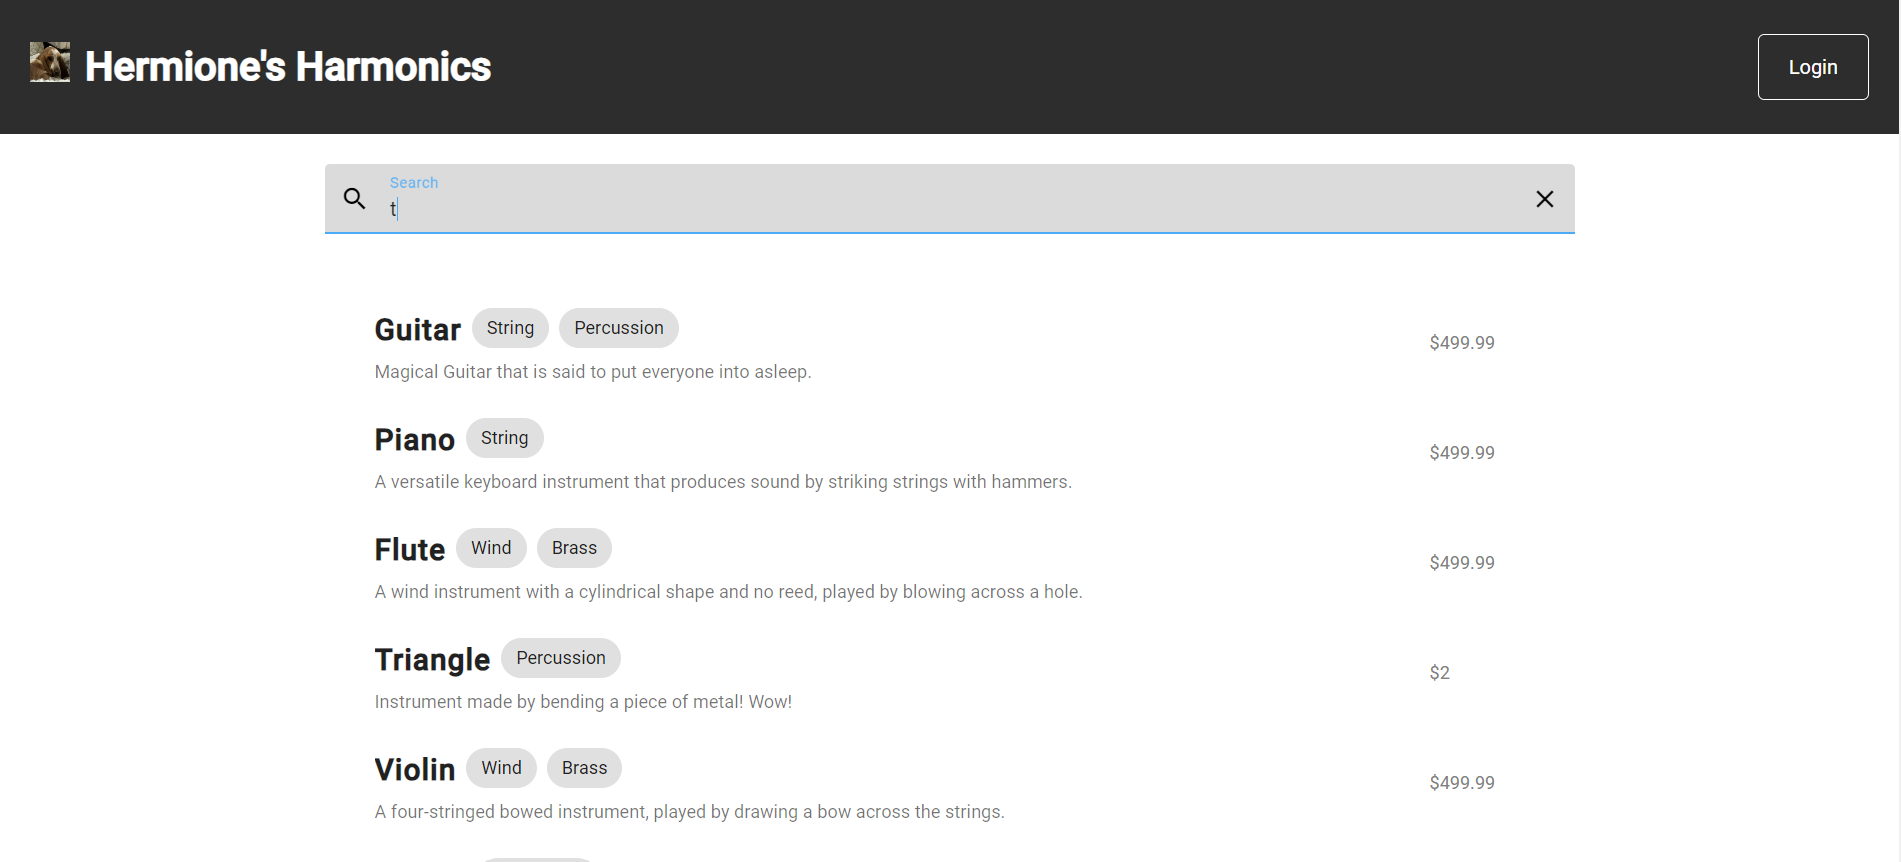 Hermione's Harmonics
Login
Search
t
Guitar String Percussion
$499.99
Magical Guitar that is said to put everyone into asleep.
Piano String
$499.99
A versatile keyboard instrument that produces sound by striking strings with hammers.
Flute Wind Brass
$499.99
A wind instrument with a cylindrical shape and no reed, played by blowing across a hole.
Triangle Percussion
$2
Instrument made by bending a piece of metal! Wow!
Violin Wind Brass
$499.99
A four-stringed bowed instrument, played by drawing a bow across the strings.